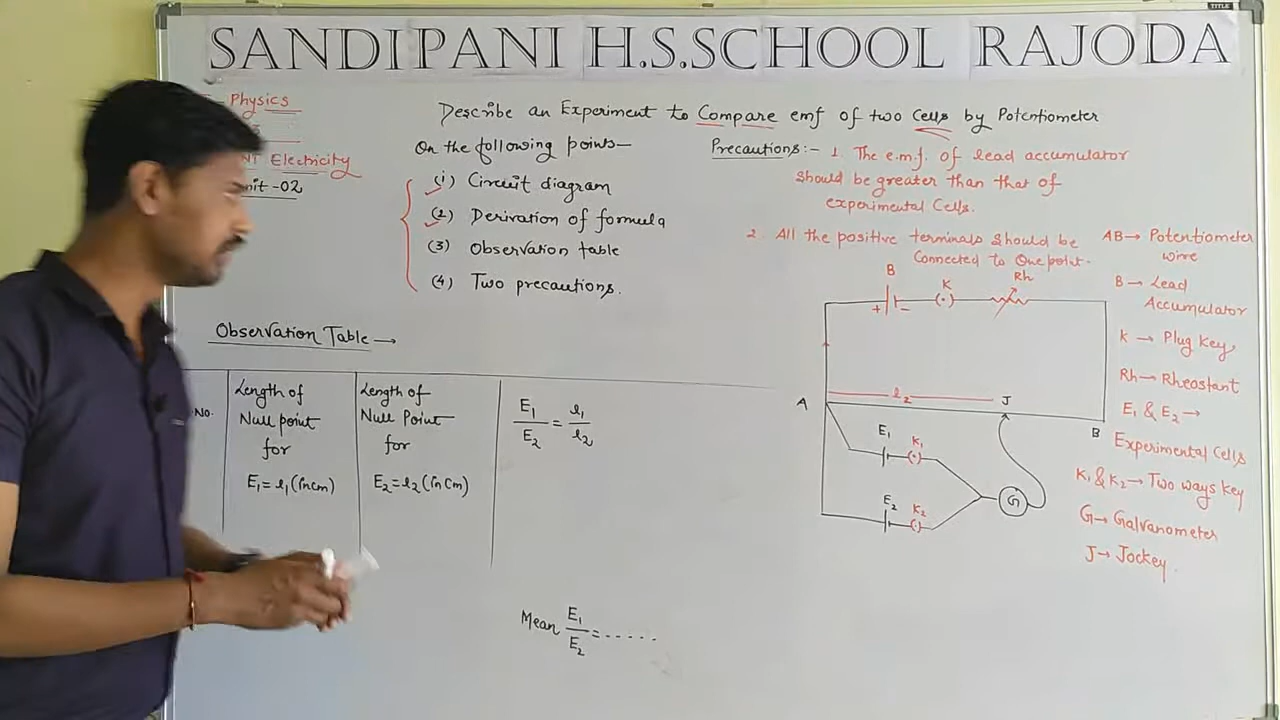 TITLE
SANDIPANI H.S.SCHOOL RAJODA
Physics
Electricity
-02
Describe an Experiment to Compare emf of two Cells by Potentiometer
On the following points—
(1) Circuit diagram
(2) Derivation of formula
(3) Observation table
(4) Two precautions.
Precautions:- 1. The e.m.f. of lead accumulator
should be greater than that of
experimental Cells.
2. All the positive terminals should be
Connected to One point.
Observation Table →
No.
Length of
Null point
for
E₁=l₁(in cm)
Length of
Null Point
for
E₂=l₂(in cm)
E₁/E₂ = l₁/l₂
Mean E₁/E₂ = ......
B
K
Rh
+ −
l₂
A
J
B
E₁
K₁
E₂
K₂
G
AB→ Potentiometer
wire
B→ Lead
Accumulator
K → Plug Key
Rh→ Rheostant
E₁ & E₂ →
Experimental Cells
K₁ & K₂→ Two ways key
G→ Galvanometer
J→ Jockey.